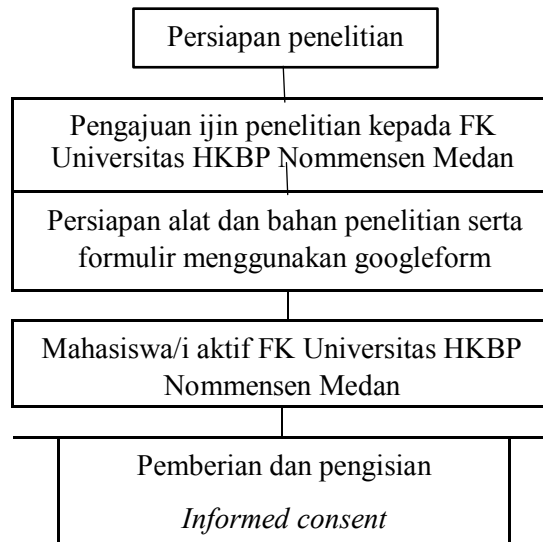 Persiapan penelitian
Pengajuan ijin penelitian kepada FK
Universitas HKBP Nommensen Medan
Persiapan alat dan bahan penelitian serta
formulir menggunakan googleform
Mahasiswa/i aktif FK Universitas HKBP
Nommensen Medan
Pemberian dan pengisian
Informed consent